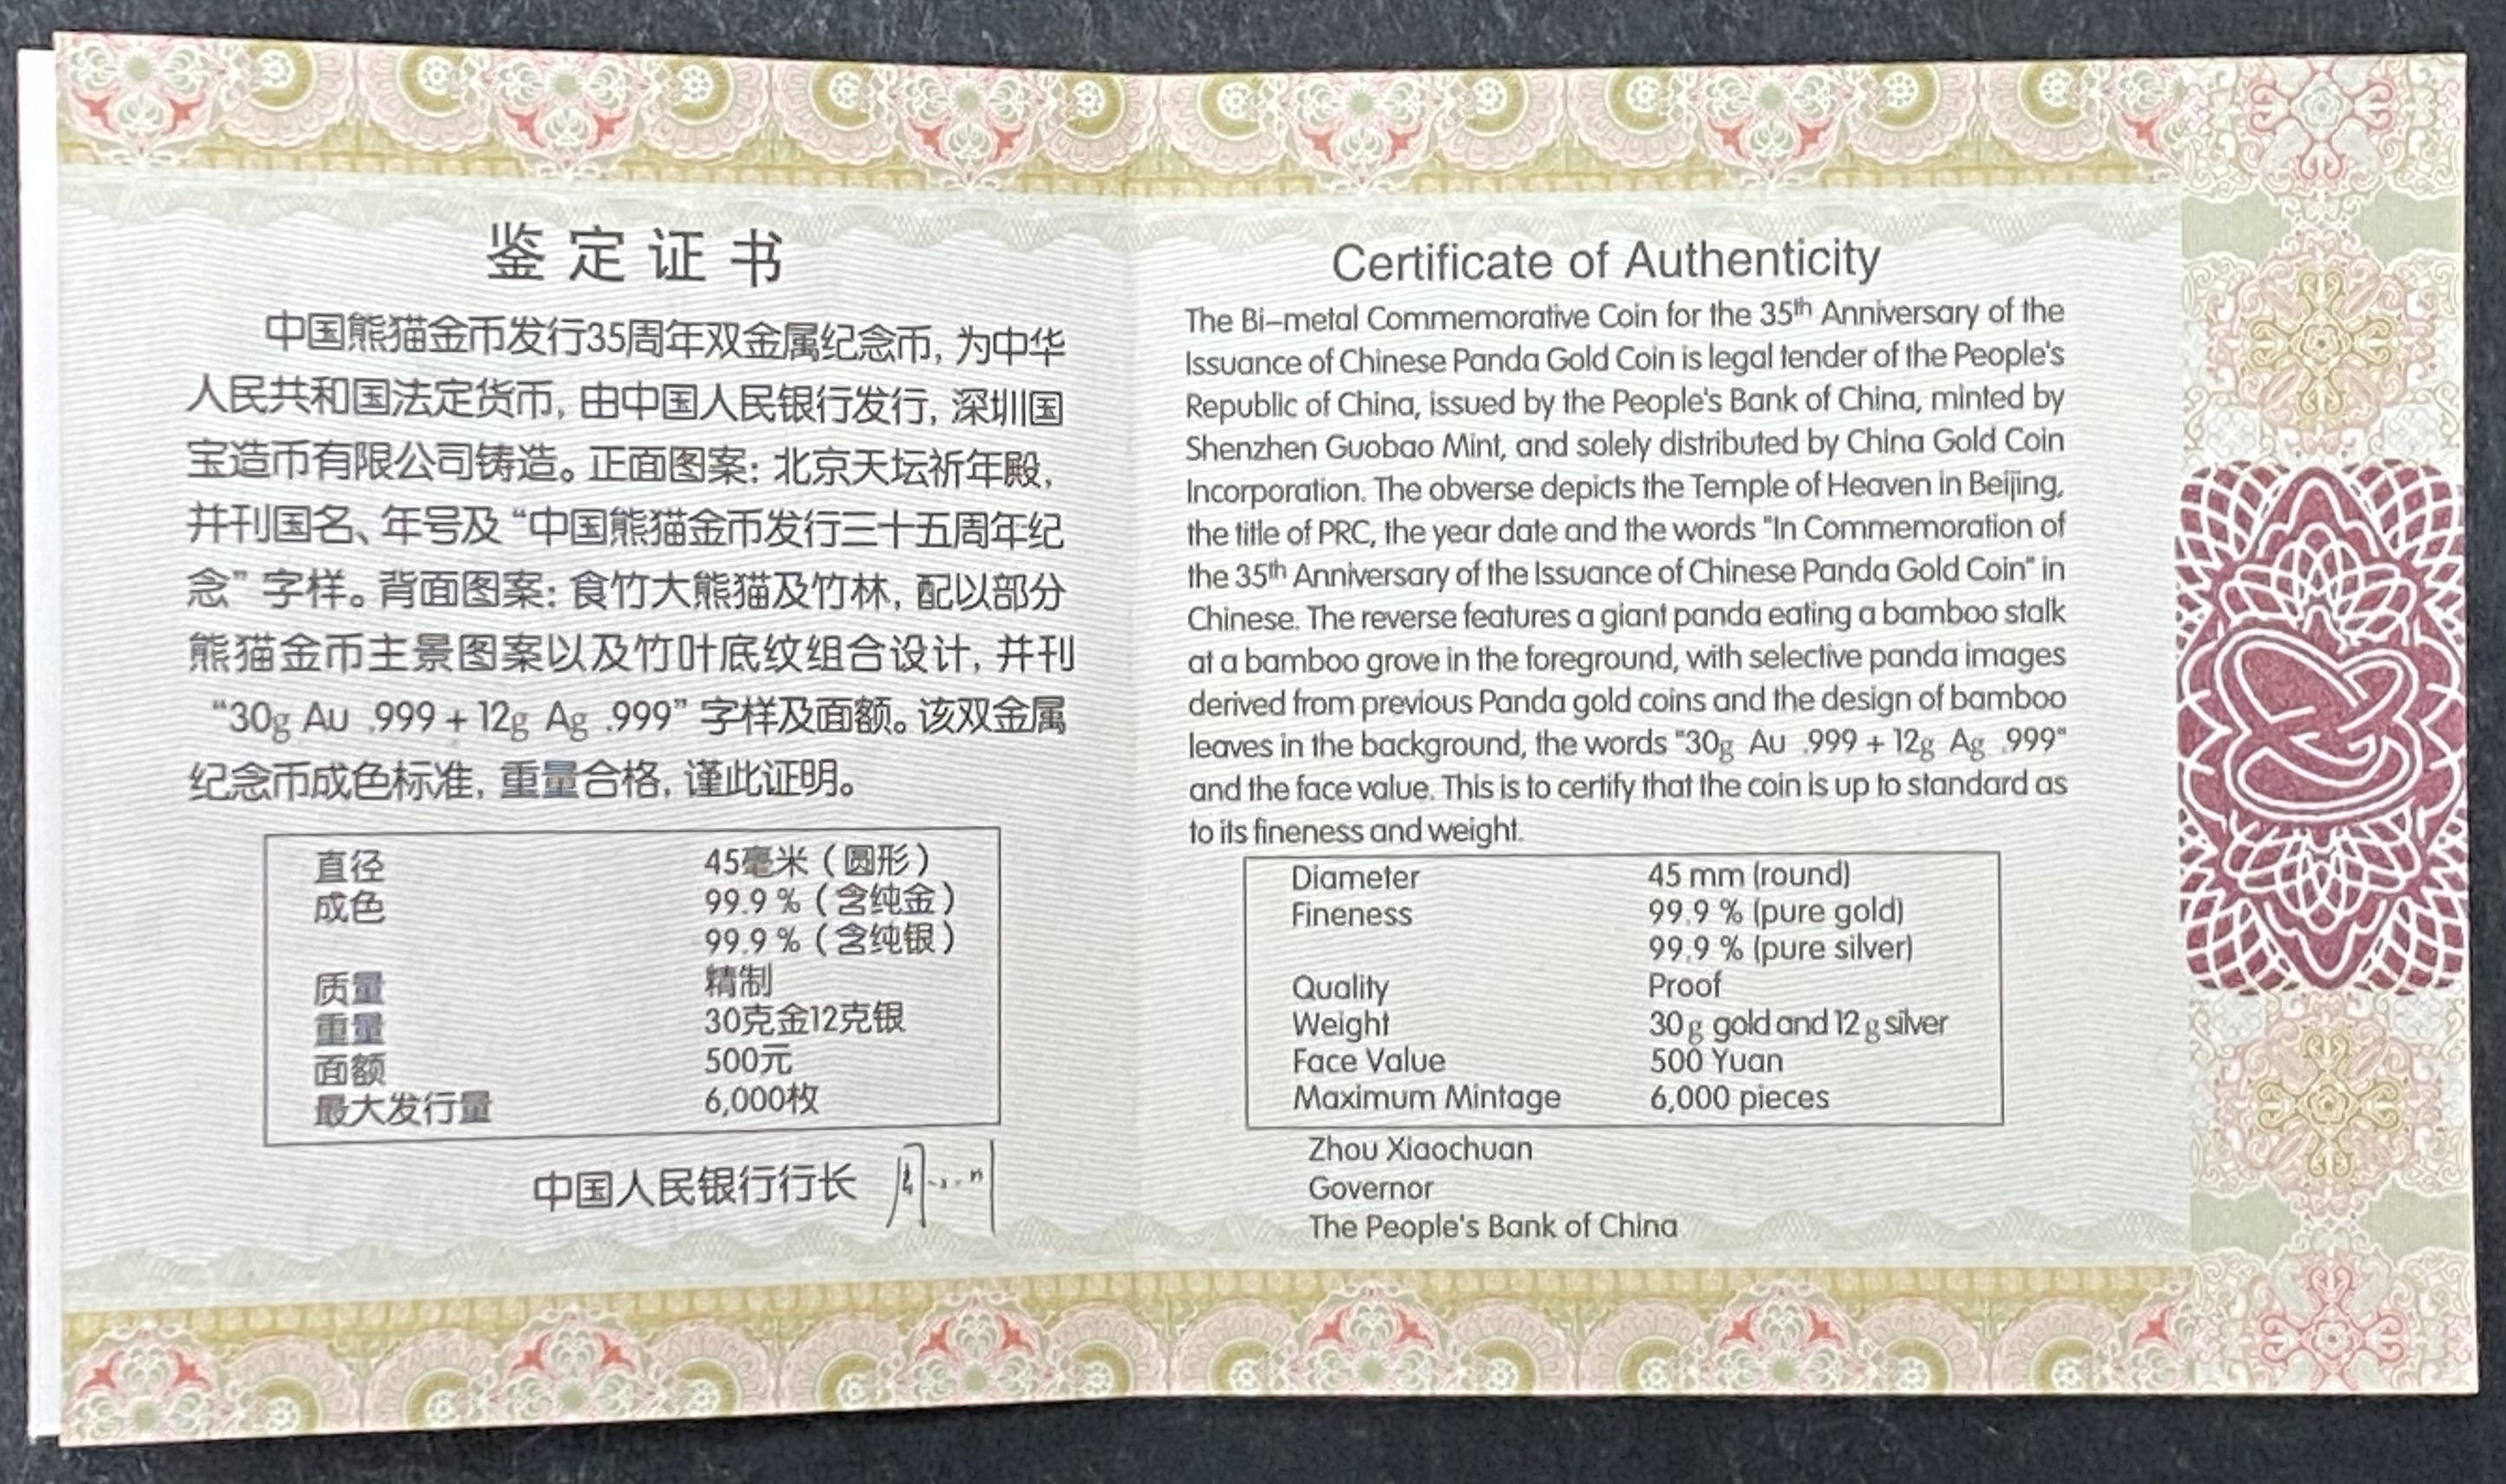 鉴定证书
中国熊猫金币发行35周年双金属纪念币, 为中华
人民共和国法定货币, 由中国人民银行发行, 深圳国
宝造币有限公司铸造。正面图案: 北京天坛祈年殿,
并刊国名、年号及“中国熊猫金币发行三十五周年纪
念”字样。背面图案: 食竹大熊猫及竹林, 配以部分
熊猫金币主景图案以及竹叶底纹组合设计, 并刊
“30g Au .999 + 12g Ag .999”字样及面额。该双金属
纪念币成色标准, 重量合格, 谨此证明。
直径 45毫米 ( 圆形 )
成色 99.9 % ( 含纯金 )
99.9 % ( 含纯银 )
质量 精制
重量 30克金12克银
面额 500元
最大发行量 6,000枚
中国人民银行行长
Certificate of Authenticity
The Bi-metal Commemorative Coin for the 35th Anniversary of the
Issuance of Chinese Panda Gold Coin is legal tender of the People's
Republic of China, issued by the People's Bank of China, minted by
Shenzhen Guobao Mint, and solely distributed by China Gold Coin
Incorporation. The obverse depicts the Temple of Heaven in Beijing,
the title of PRC, the year date and the words "In Commemoration of
the 35th Anniversary of the Issuance of Chinese Panda Gold Coin" in
Chinese. The reverse features a giant panda eating a bamboo stalk
at a bamboo grove in the foreground, with selective panda images
derived from previous Panda gold coins and the design of bamboo
leaves in the background, the words "30g Au .999 + 12g Ag .999"
and the face value. This is to certify that the coin is up to standard as
to its fineness and weight.
Diameter 45 mm (round)
Fineness 99.9 % (pure gold)
99.9 % (pure silver)
Quality Proof
Weight 30 g gold and 12 g silver
Face Value 500 Yuan
Maximum Mintage 6,000 pieces
Zhou Xiaochuan
Governor
The People's Bank of China